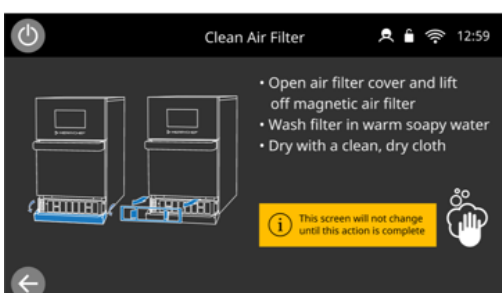 Clean Air Filter
12:59
• Open air filter cover and lift
off magnetic air filter
• Wash filter in warm soapy water
• Dry with a clean, dry cloth
i
This screen will not change
until this action is complete